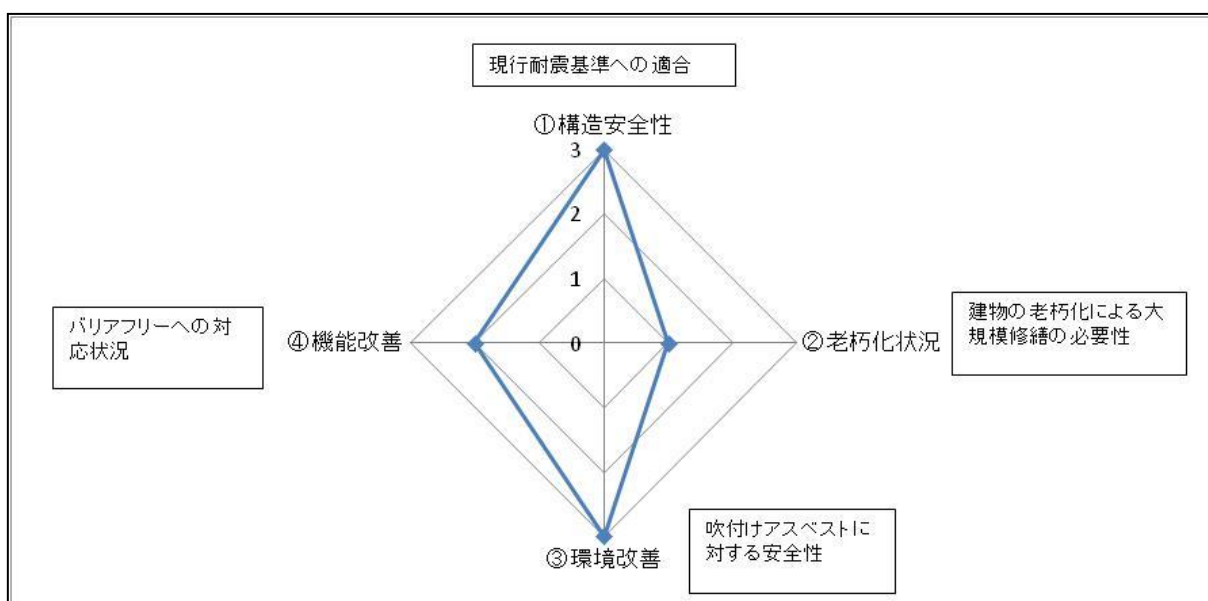 現行耐震基準への適合
①構造安全性
3
2
1
0
バリアフリーへの対
応状況
④機能改善
②老朽化状況
建物の老朽化による大
規模修繕の必要性
③環境改善
吹付けアスベストに
対する安全性